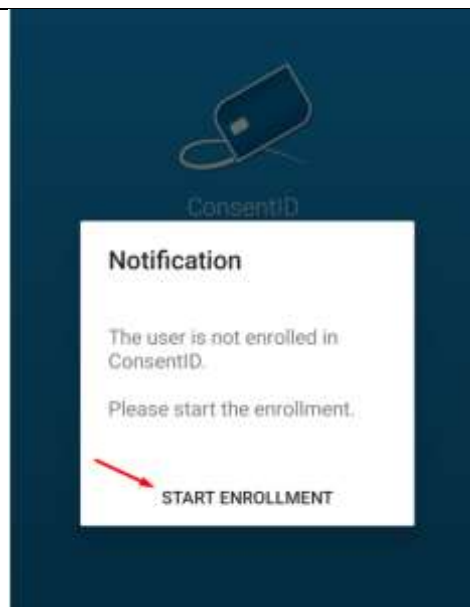 ConsentID
Notification
The user is not enrolled in
ConsentID.
Please start the enrollment.
START ENROLLMENT